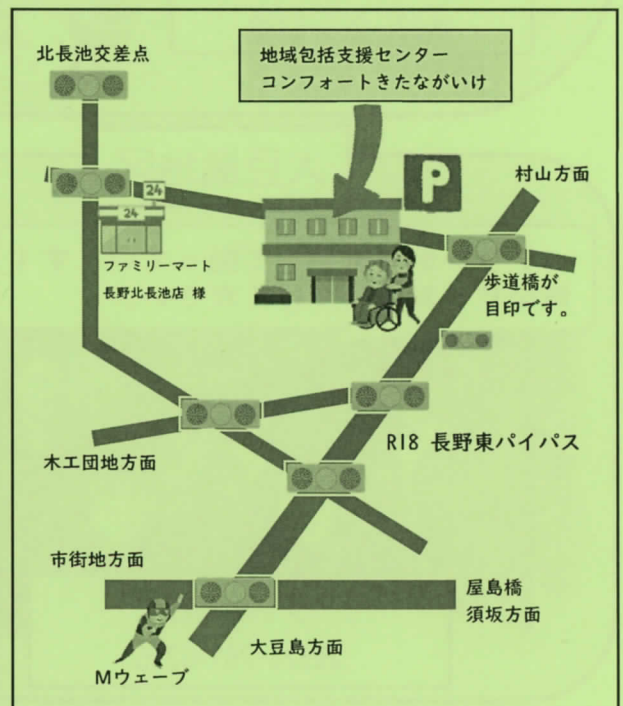 北長池交差点
地域包括支援センター
コンフォートきたながいけ
P
村山方面
24
24
ファミリーマート
長野北長池店 様
歩道橋が
目印です。
R18 長野東パイパス
木工団地方面
市街地方面
屋島橋
須坂方面
大豆島方面
Mウェーブ